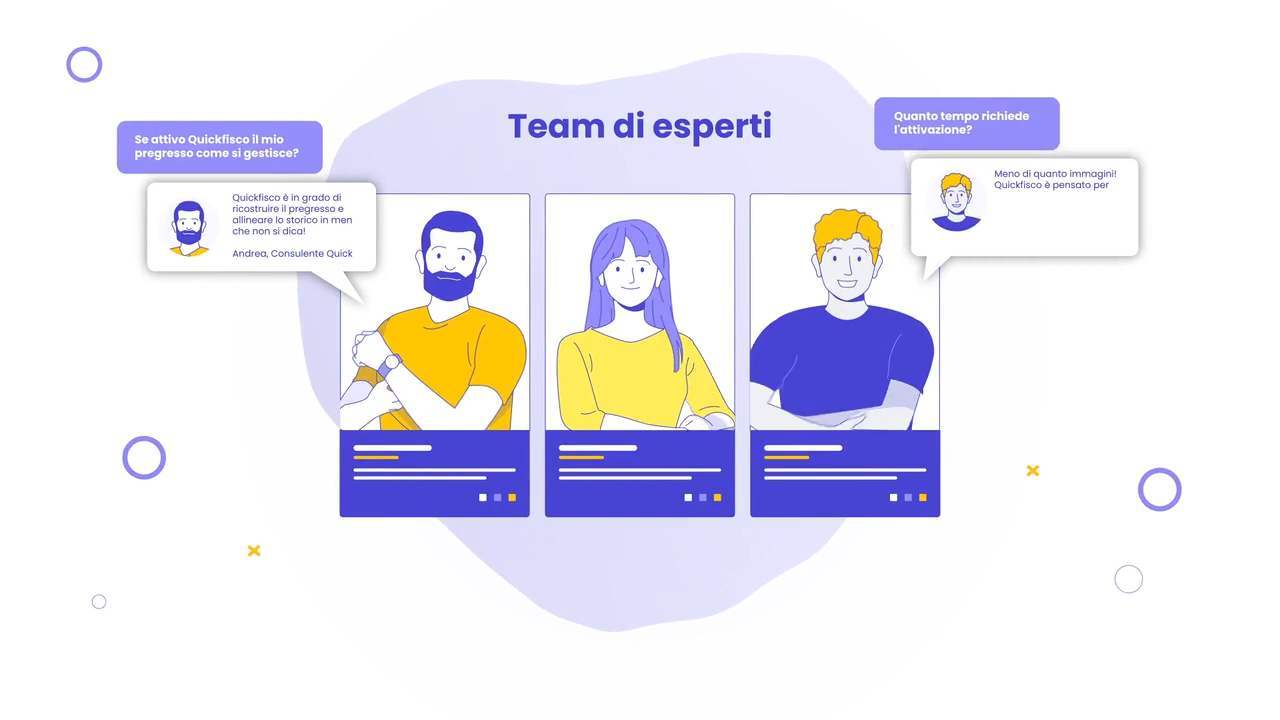 Team di esperti
Se attivo Quickfisco il mio
pregresso come si gestisce?
Quickfisco è in grado di
ricostruire il pregresso e
allineare lo storico in men
che non si dica!
Andrea, Consulente Quick
Quanto tempo richiede
l'attivazione?
Meno di quanto immagini!
Quickfisco è pensato per